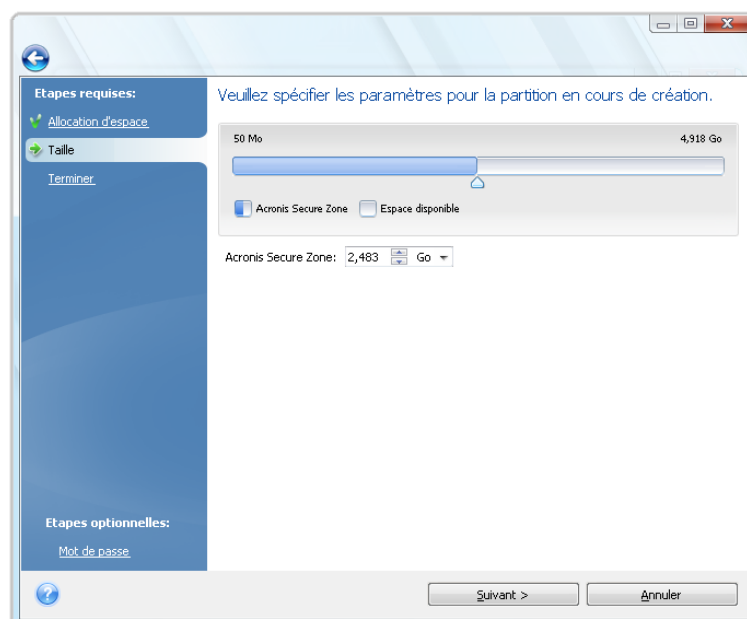 Etapes requises:
Allocation d'espace
Taille
Terminer
Veuillez spécifier les paramètres pour la partition en cours de création.
50 Mo 4,918 Go
Acronis Secure Zone Espace disponible
Acronis Secure Zone: 2,483 Go
Etapes optionnelles:
Mot de passe
Suivant > Annuler